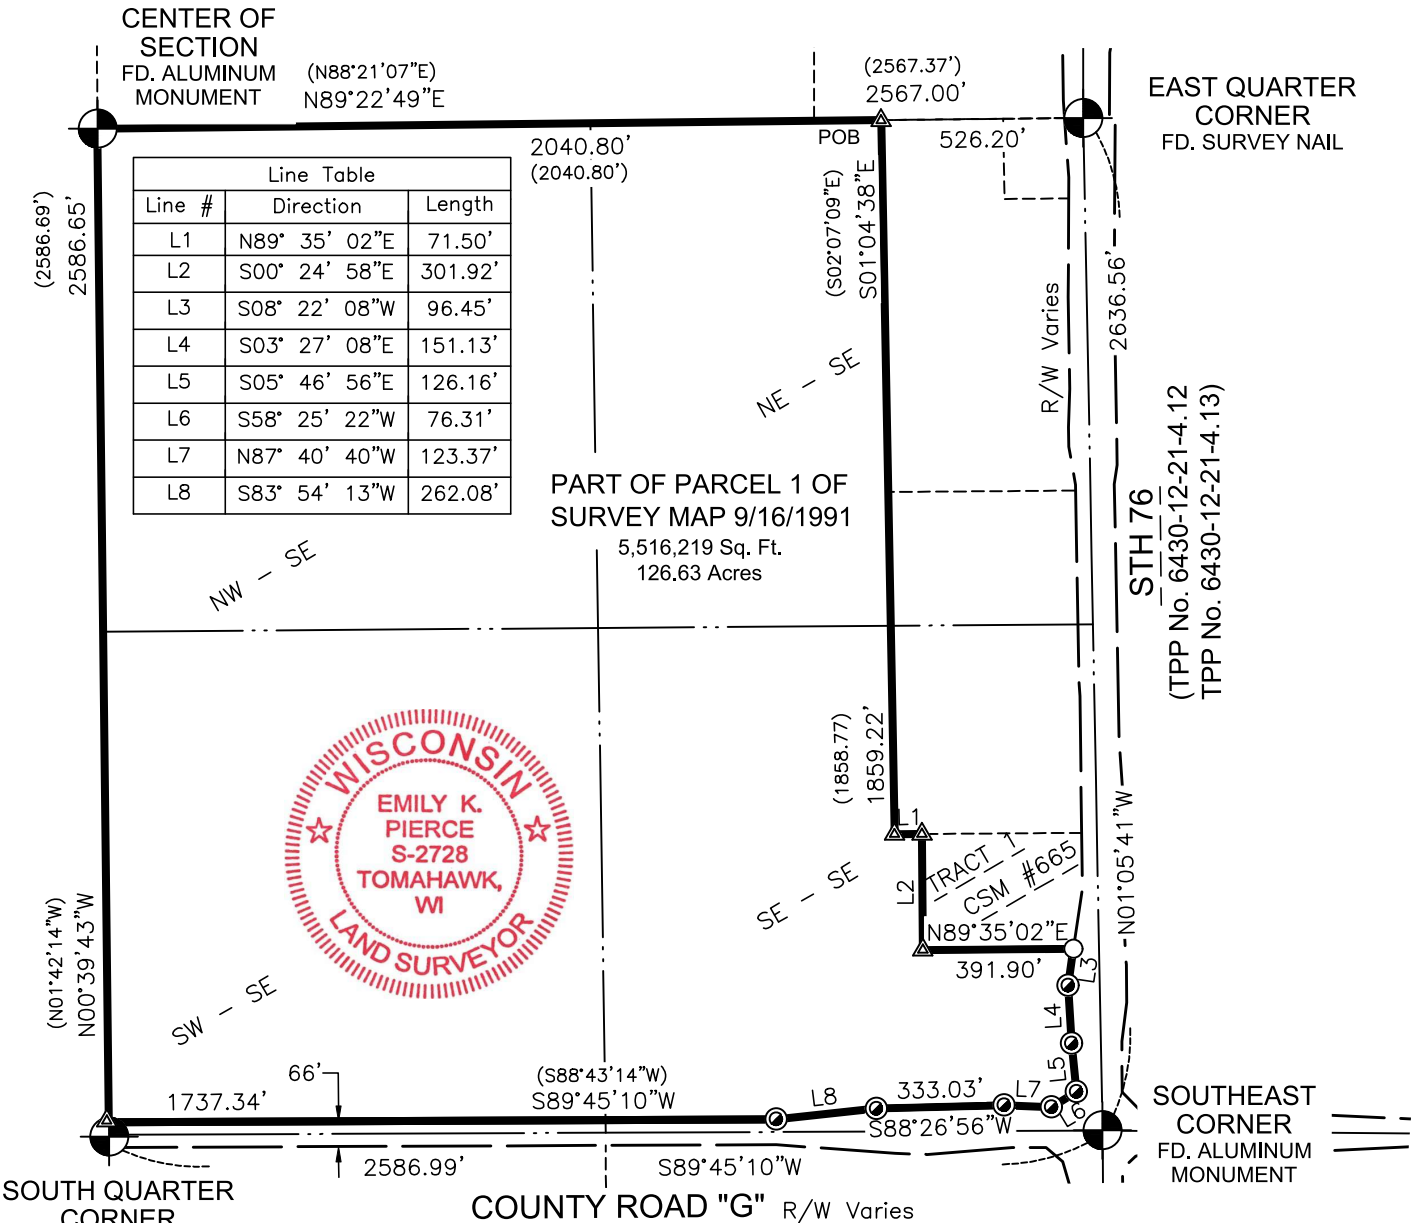 CENTER OF
SECTION
FD. ALUMINUM
MONUMENT
(N88°21'07"E)
N89°22'49"E
(2567.37')
2567.00'
EAST QUARTER
CORNER
FD. SURVEY NAIL
2040.80'
(2040.80')
POB
526.20'
(2586.69')
2586.65'
Line Table
Line # Direction Length
L1 N89° 35' 02"E 71.50'
L2 S00° 24' 58"E 301.92'
L3 S08° 22' 08"W 96.45'
L4 S03° 27' 08"E 151.13'
L5 S05° 46' 56"E 126.16'
L6 S58° 25' 22"W 76.31'
L7 N87° 40' 40"W 123.37'
L8 S83° 54' 13"W 262.08'
(S02°07'09"E)
S01°04'38"E
R/W Varies
2636.56'
NE - SE
STH 76
(TPP No. 6430-12-21-4.12
TPP No. 6430-12-21-4.13)
PART OF PARCEL 1 OF
SURVEY MAP 9/16/1991
5,516,219 Sq. Ft.
126.63 Acres
NW - SE
WISCONSIN
EMILY K.
PIERCE
S-2728
TOMAHAWK,
WI
LAND SURVEYOR
(1858.77)
1859.22'
L1
L2
TRACT 1
CSM #665
SE - SE
N01°05'41"W
N89°35'02"E
391.90'
L3
L4
L5
L6
(N01°42'14"W)
N00°39'43"W
SW - SE
66'
1737.34'
(S88°43'14"W)
S89°45'10"W
L8
333.03'
L7
S88°26'56"W
SOUTHEAST
CORNER
FD. ALUMINUM
MONUMENT
2586.99'
S89°45'10"W
SOUTH QUARTER
CORNER
COUNTY ROAD "G" R/W Varies